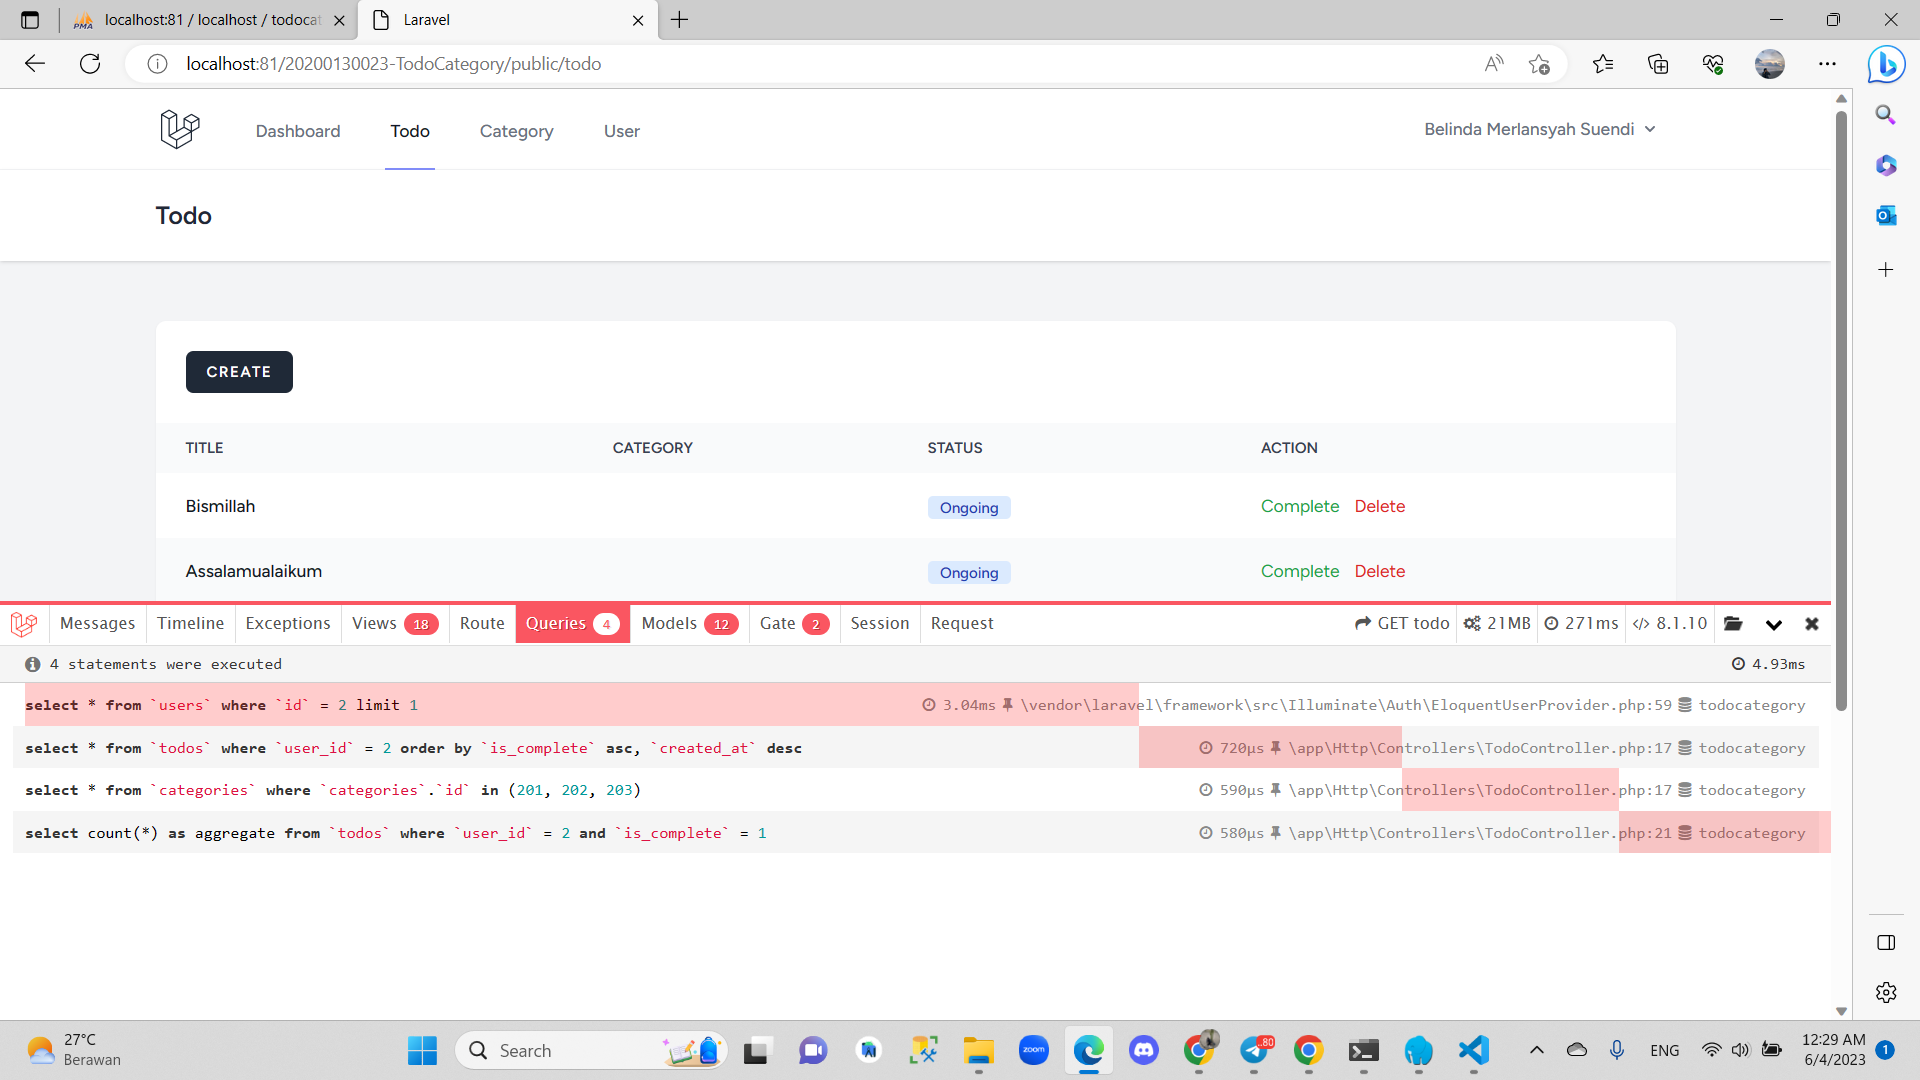 localhost:81 / localhost / todocat
Laravel
localhost:81/20200130023-TodoCategory/public/todo
Dashboard
Todo
Category
User
Belinda Merlansyah Suendi
Todo
CREATE
TITLE CATEGORY STATUS ACTION
Bismillah Ongoing Complete Delete
Assalamualaikum Ongoing Complete Delete
Messages Timeline Exceptions Views 18 Route Queries 4 Models 12 Gate 2 Session Request GET todo 21MB 271ms 8.1.10
4 statements were executed 4.93ms
select * from `users` where `id` = 2 limit 1 3.04ms \vendor\laravel\framework\src\Illuminate\Auth\EloquentUserProvider.php:59 todocategory
select * from `todos` where `user_id` = 2 order by `is_complete` asc, `created_at` desc 720μs \app\Http\Controllers\TodoController.php:17 todocategory
select * from `categories` where `categories`.`id` in (201, 202, 203) 590μs \app\Http\Controllers\TodoController.php:17 todocategory
select count(*) as aggregate from `todos` where `user_id` = 2 and `is_complete` = 1 580μs \app\Http\Controllers\TodoController.php:21 todocategory
27°C
Berawan
Search
zoom
80
ENG
12:29 AM
6/4/2023
1